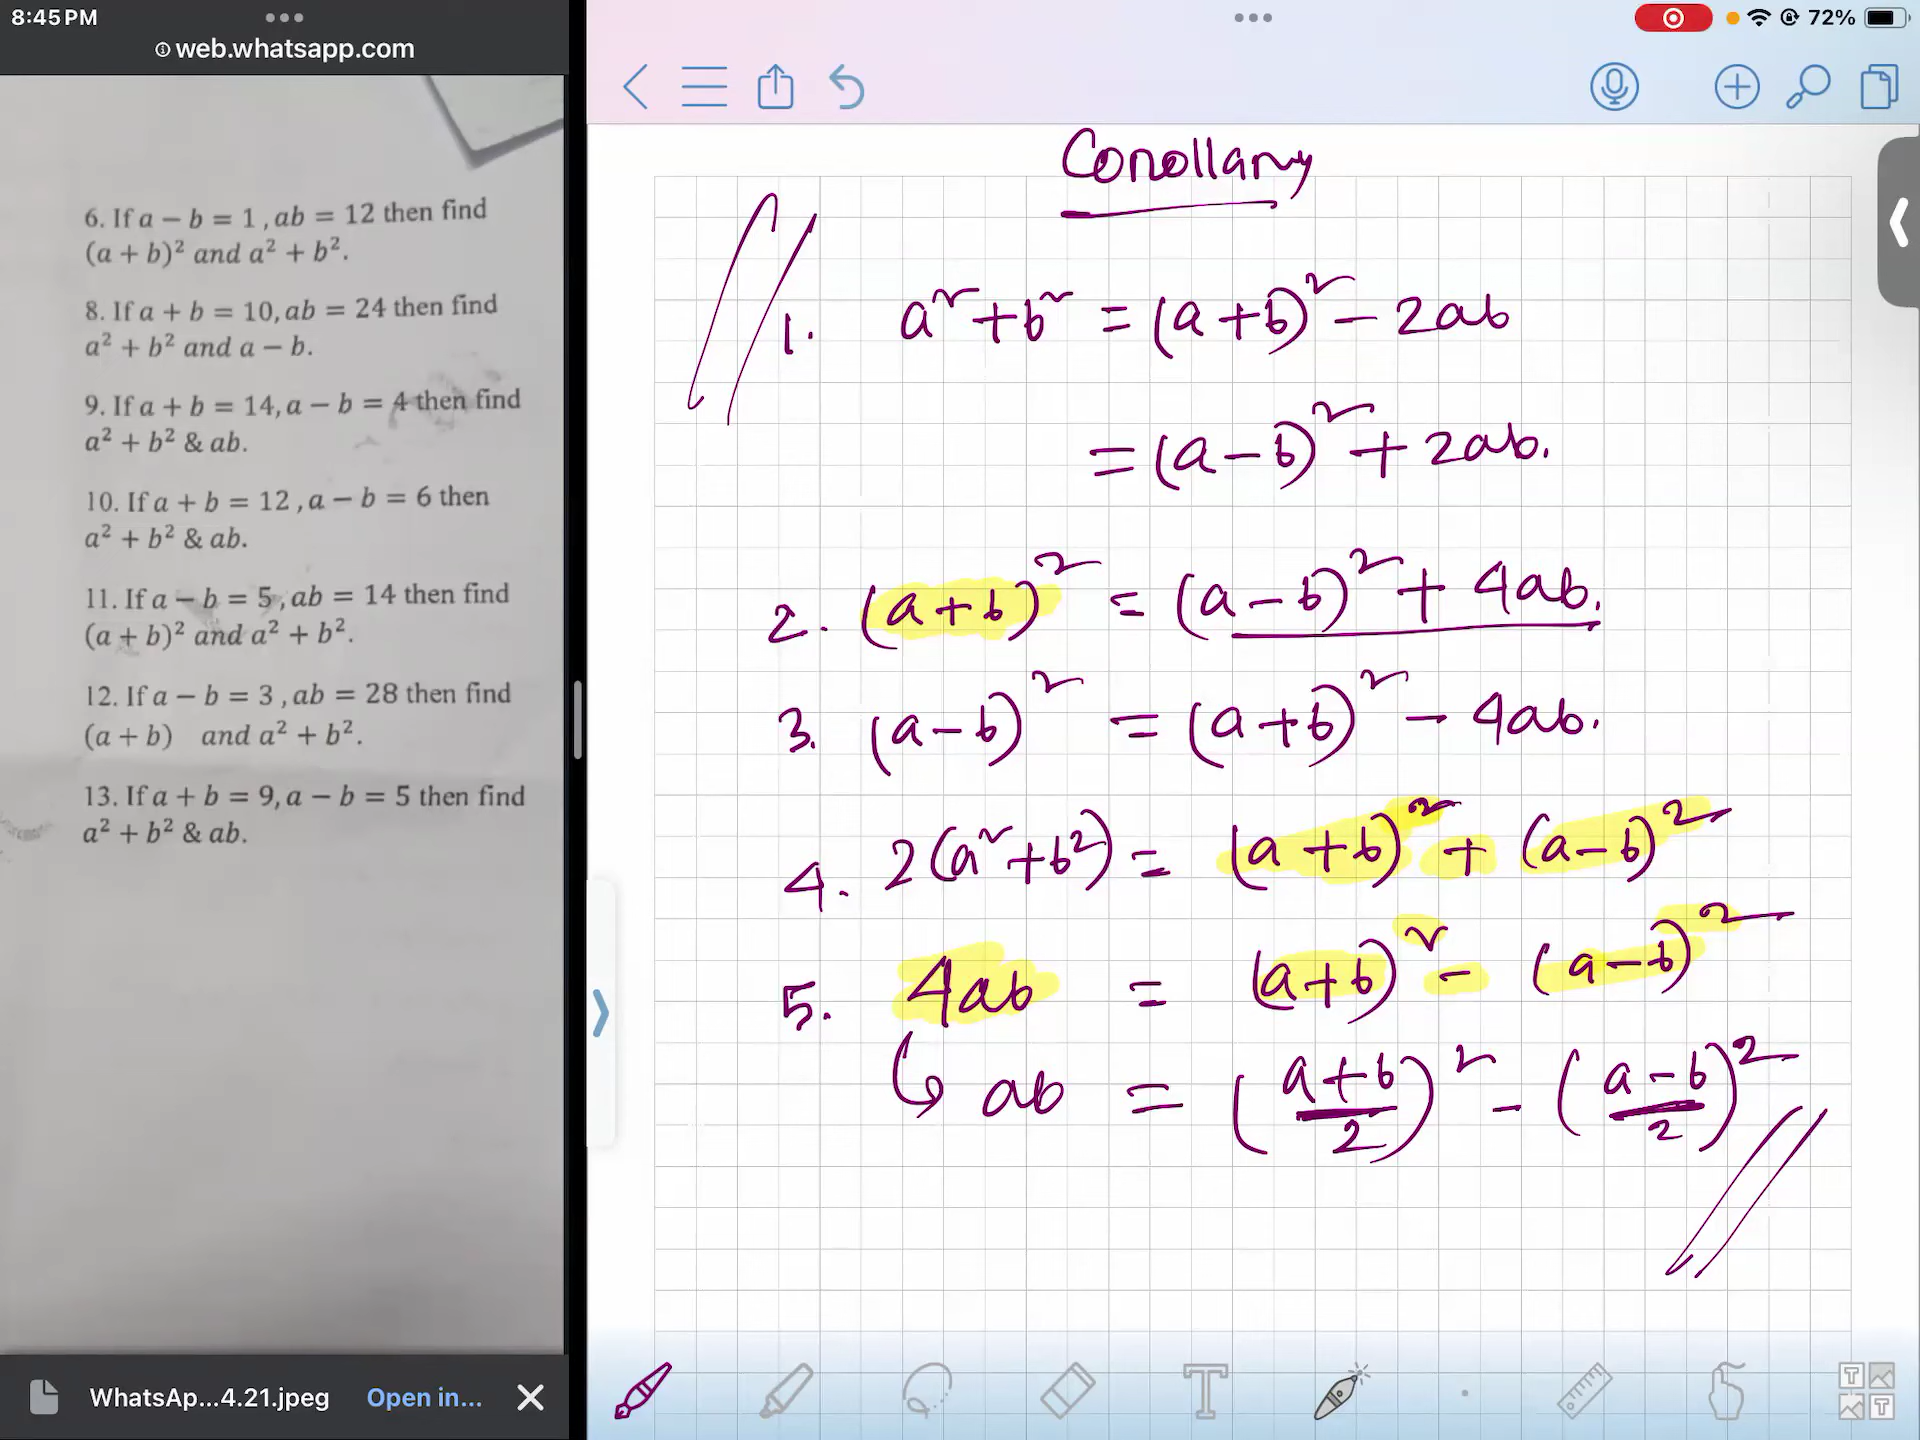 8:45 PM
web.whatsapp.com
72%
6. If a − b = 1 , ab = 12 then find
(a + b)² and a² + b².
8. If a + b = 10, ab = 24 then find
a² + b² and a − b.
9. If a + b = 14, a − b = 4 then find
a² + b² & ab.
10. If a + b = 12 , a − b = 6 then
a² + b² & ab.
11. If a − b = 5 , ab = 14 then find
(a + b)² and a² + b².
12. If a − b = 3 , ab = 28 then find
(a + b) and a² + b².
13. If a + b = 9, a − b = 5 then find
a² + b² & ab.
WhatsAp...4.21.jpeg Open in...
Corollary
1. a² + b² = (a + b)² − 2ab
= (a − b)² + 2ab.
2. (a + b)² = (a − b)² + 4ab.
3. (a − b)² = (a + b)² − 4ab.
4. 2(a² + b²) = (a + b)² + (a − b)²
5. 4ab = (a + b)² − (a − b)²
↳ ab = ((a + b)/2)² − ((a − b)/2)²